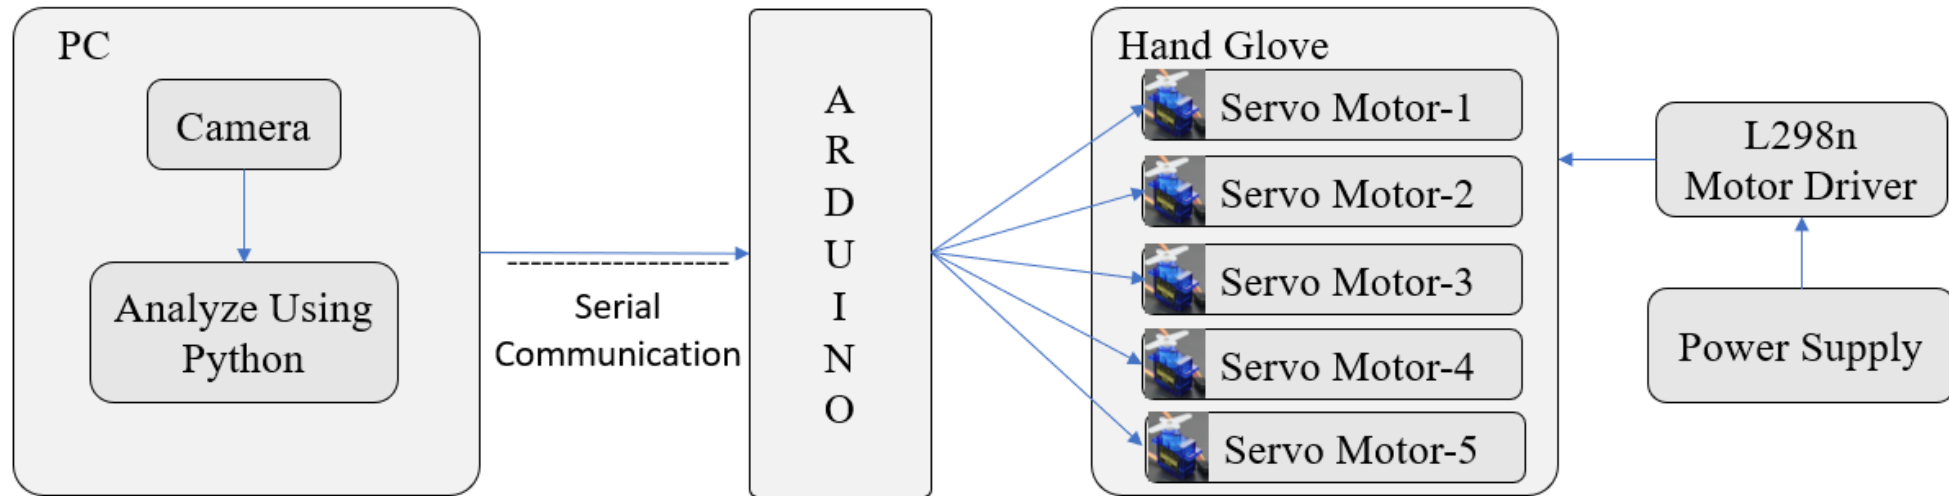 PC
Camera
Analyze Using
Python
Serial
Communication
A
R
D
U
I
N
O
Hand Glove
Servo Motor-1
Servo Motor-2
Servo Motor-3
Servo Motor-4
Servo Motor-5
L298n
Motor Driver
Power Supply